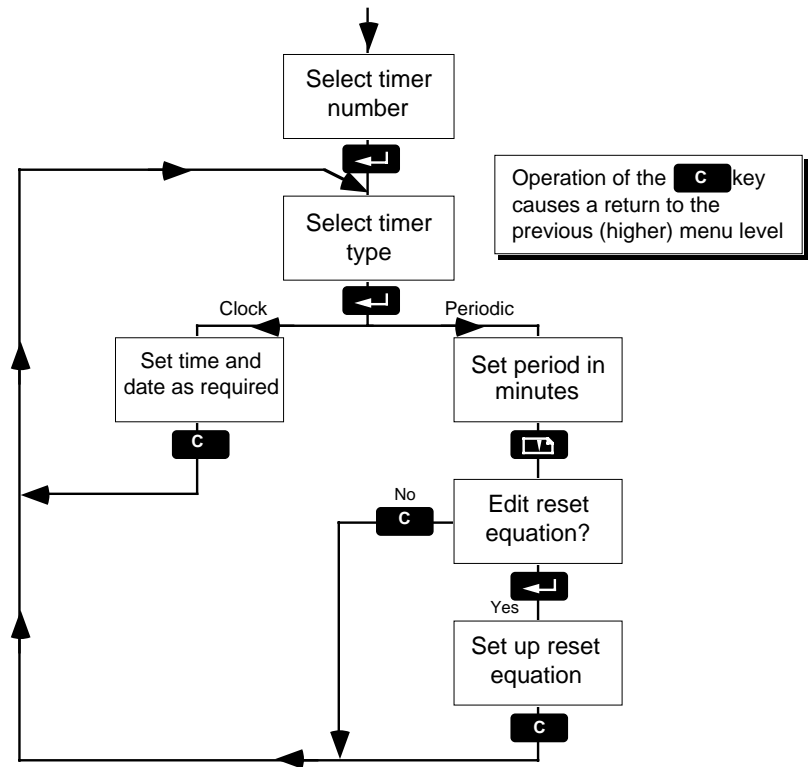 Select timer
number
Operation of the C key
causes a return to the
previous (higher) menu level
Select timer
type
Clock
Periodic
Set time and
date as required
Set period in
minutes
C
No
C
Edit reset
equation?
Yes
Set up reset
equation
C